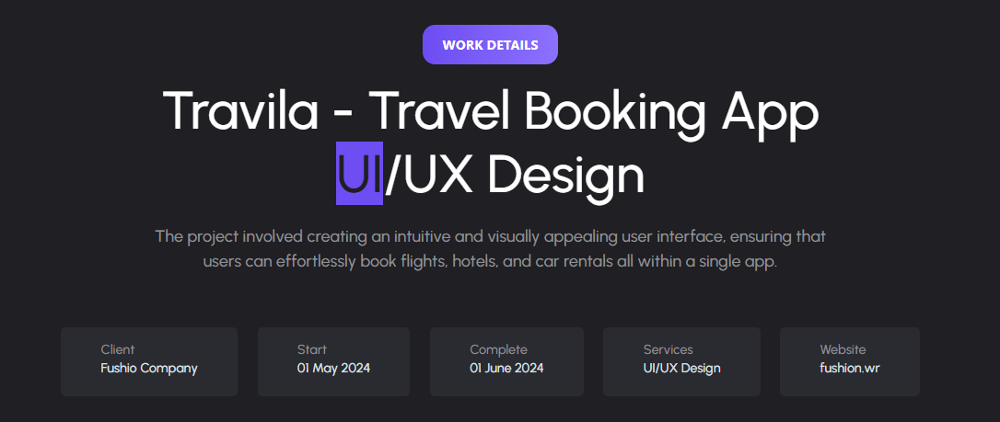 WORK DETAILS
Travila - Travel Booking App
UI/UX Design
The project involved creating an intuitive and visually appealing user interface, ensuring that
users can effortlessly book flights, hotels, and car rentals all within a single app.
Client
Fushio Company
Start
01 May 2024
Complete
01 June 2024
Services
UI/UX Design
Website
fushion.wr